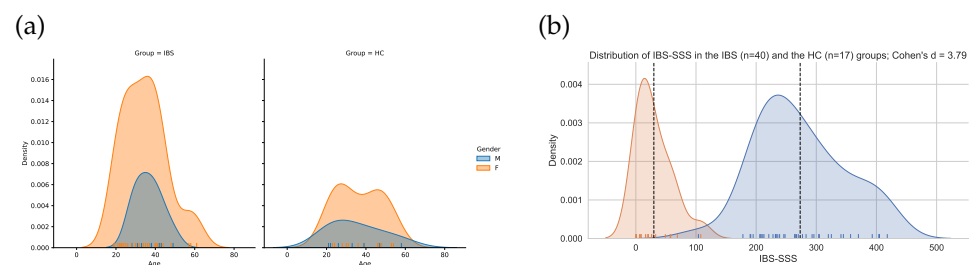 (a)
(b)
Group = IBS
Group = HC
0.016
0.014
0.012
0.010
0.008
0.006
0.004
0.002
0.000
Density
0 20 40 60 80
Age
0 20 40 60 80
Age
Gender
M
F
Distribution of IBS-SSS in the IBS (n=40) and the HC (n=17) groups; Cohen's d = 3.79
0.004
0.003
0.002
0.001
0.000
Density
0 100 200 300 400 500
IBS-SSS